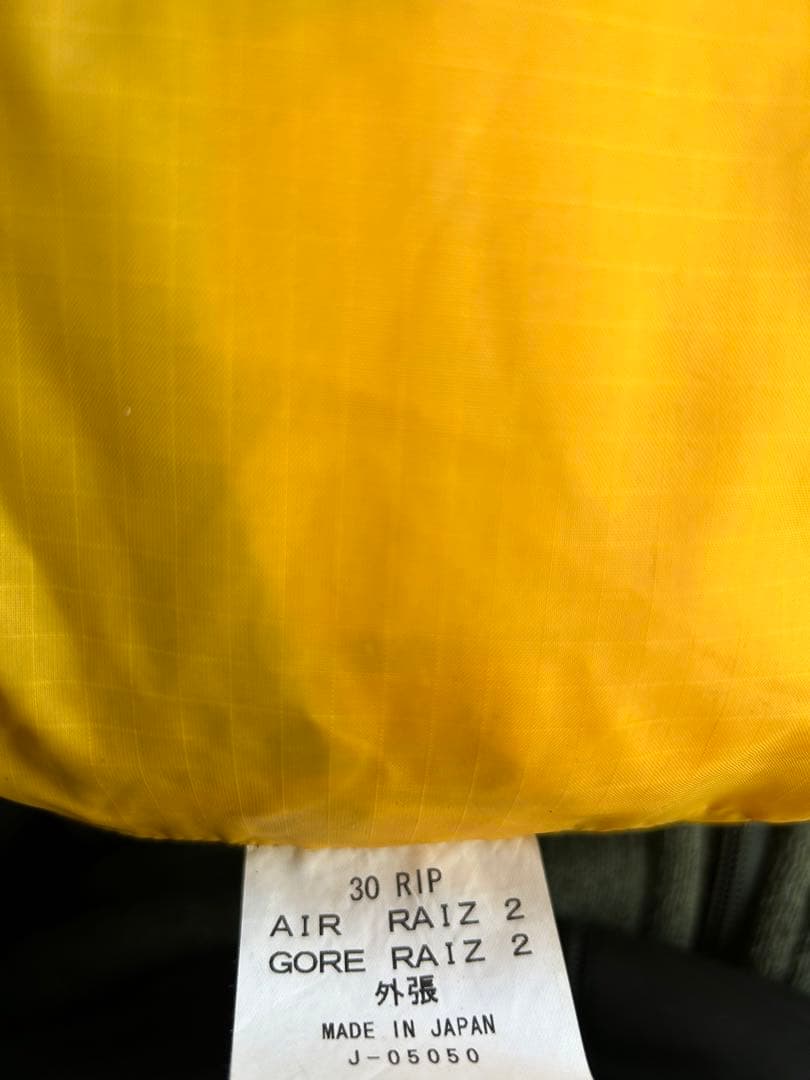 30 RIP
AIR RAIZ 2
GORE RAIZ 2
外張
MADE IN JAPAN
J-05050